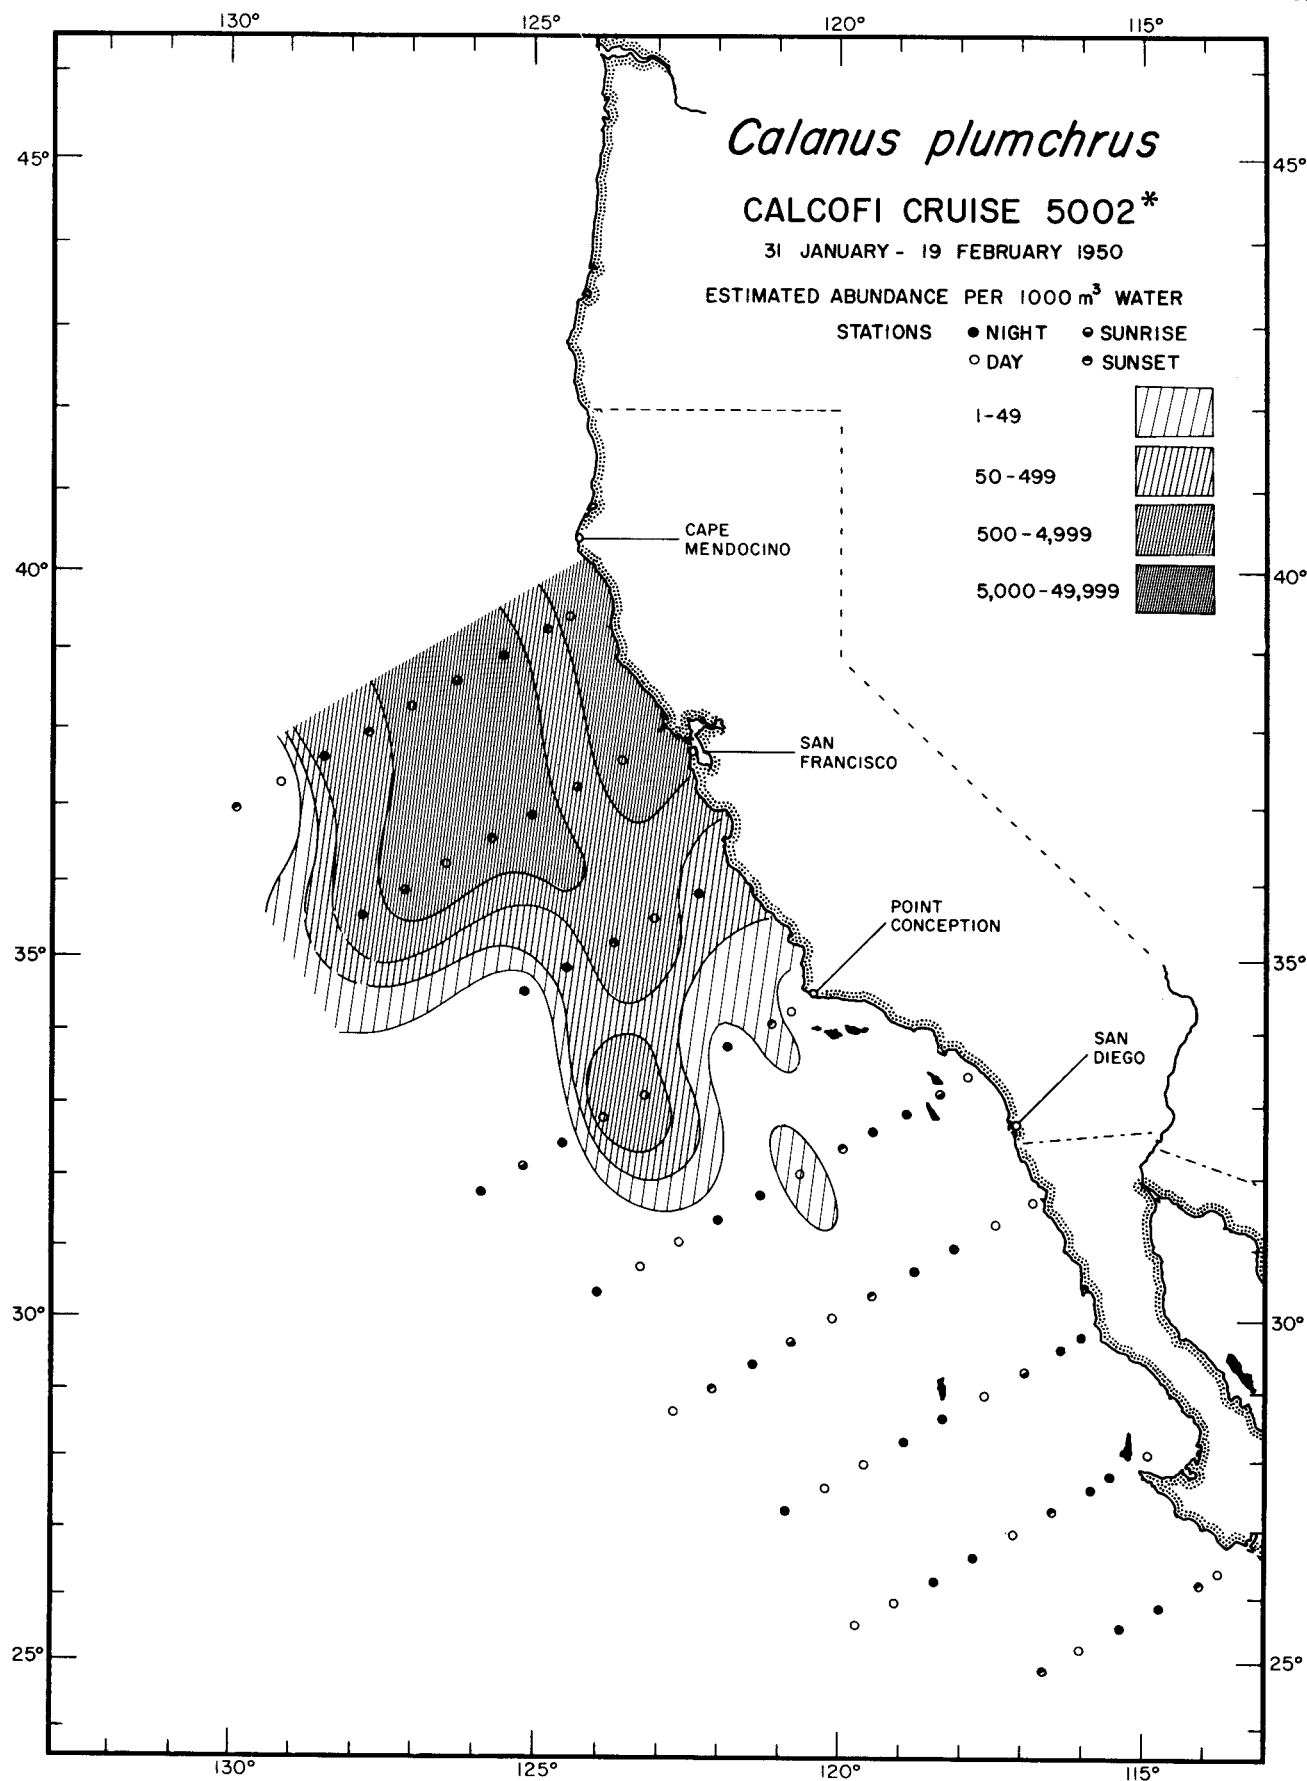 130°
125°
120°
115°
Calanus plumchrus
45°
45°
CALCOFI CRUISE 5002*
31 JANUARY - 19 FEBRUARY 1950
ESTIMATED ABUNDANCE PER 1000 m³ WATER
STATIONS
NIGHT
SUNRISE
DAY
SUNSET
1-49
50-499
500-4,999
5,000-49,999
CAPE
MENDOCINO
40°
40°
SAN
FRANCISCO
POINT
CONCEPTION
35°
35°
SAN
DIEGO
30°
30°
25°
25°
130°
125°
120°
115°